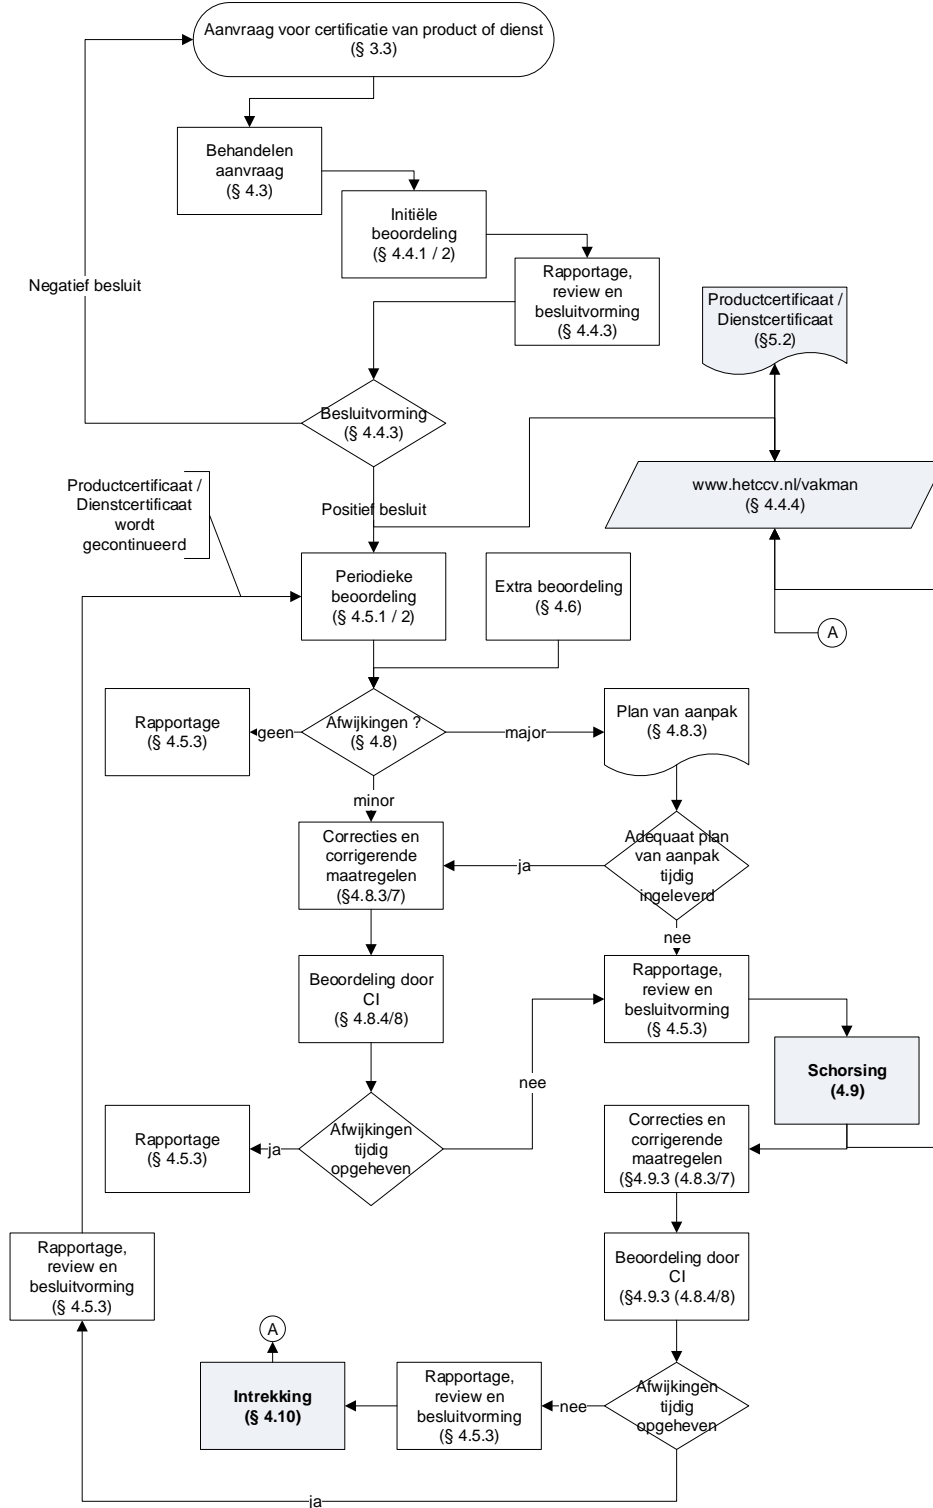 Aanvraag voor certificatie van product of dienst
(§ 3.3)
Behandelen
aanvraag
(§ 4.3)
Initiële
beoordeling
(§ 4.4.1 / 2)
Rapportage,
review en
besluitvorming
(§ 4.4.3)
Negatief besluit
Productcertificaat /
Dienstcertificaat
(§5.2)
Besluitvorming
(§ 4.4.3)
www.hetccv.nl/vakman
(§ 4.4.4)
Productcertificaat /
Dienstcertificaat
wordt
gecontinueerd
Positief besluit
Periodieke
beoordeling
(§ 4.5.1 / 2)
Extra beoordeling
(§ 4.6)
A
Rapportage
(§ 4.5.3)
geen
Afwijkingen ?
(§ 4.8)
major
Plan van aanpak
(§ 4.8.3)
minor
Correcties en
corrigerende
maatregelen
(§4.8.3/7)
ja
Adequaat plan
van aanpak
tijdig
ingeleverd
nee
Beoordeling door
CI
(§ 4.8.4/8)
Rapportage,
review en
besluitvorming
(§ 4.5.3)
Schorsing
(4.9)
nee
Rapportage
(§ 4.5.3)
ja
Afwijkingen
tijdig
opgeheven
Correcties en
corrigerende
maatregelen
(§4.9.3 (4.8.3/7)
Rapportage,
review en
besluitvorming
(§ 4.5.3)
Beoordeling door
CI
(§4.9.3 (4.8.4/8)
A
Intrekking
(§ 4.10)
Rapportage,
review en
besluitvorming
(§ 4.5.3)
nee
Afwijkingen
tijdig
opgeheven
ja